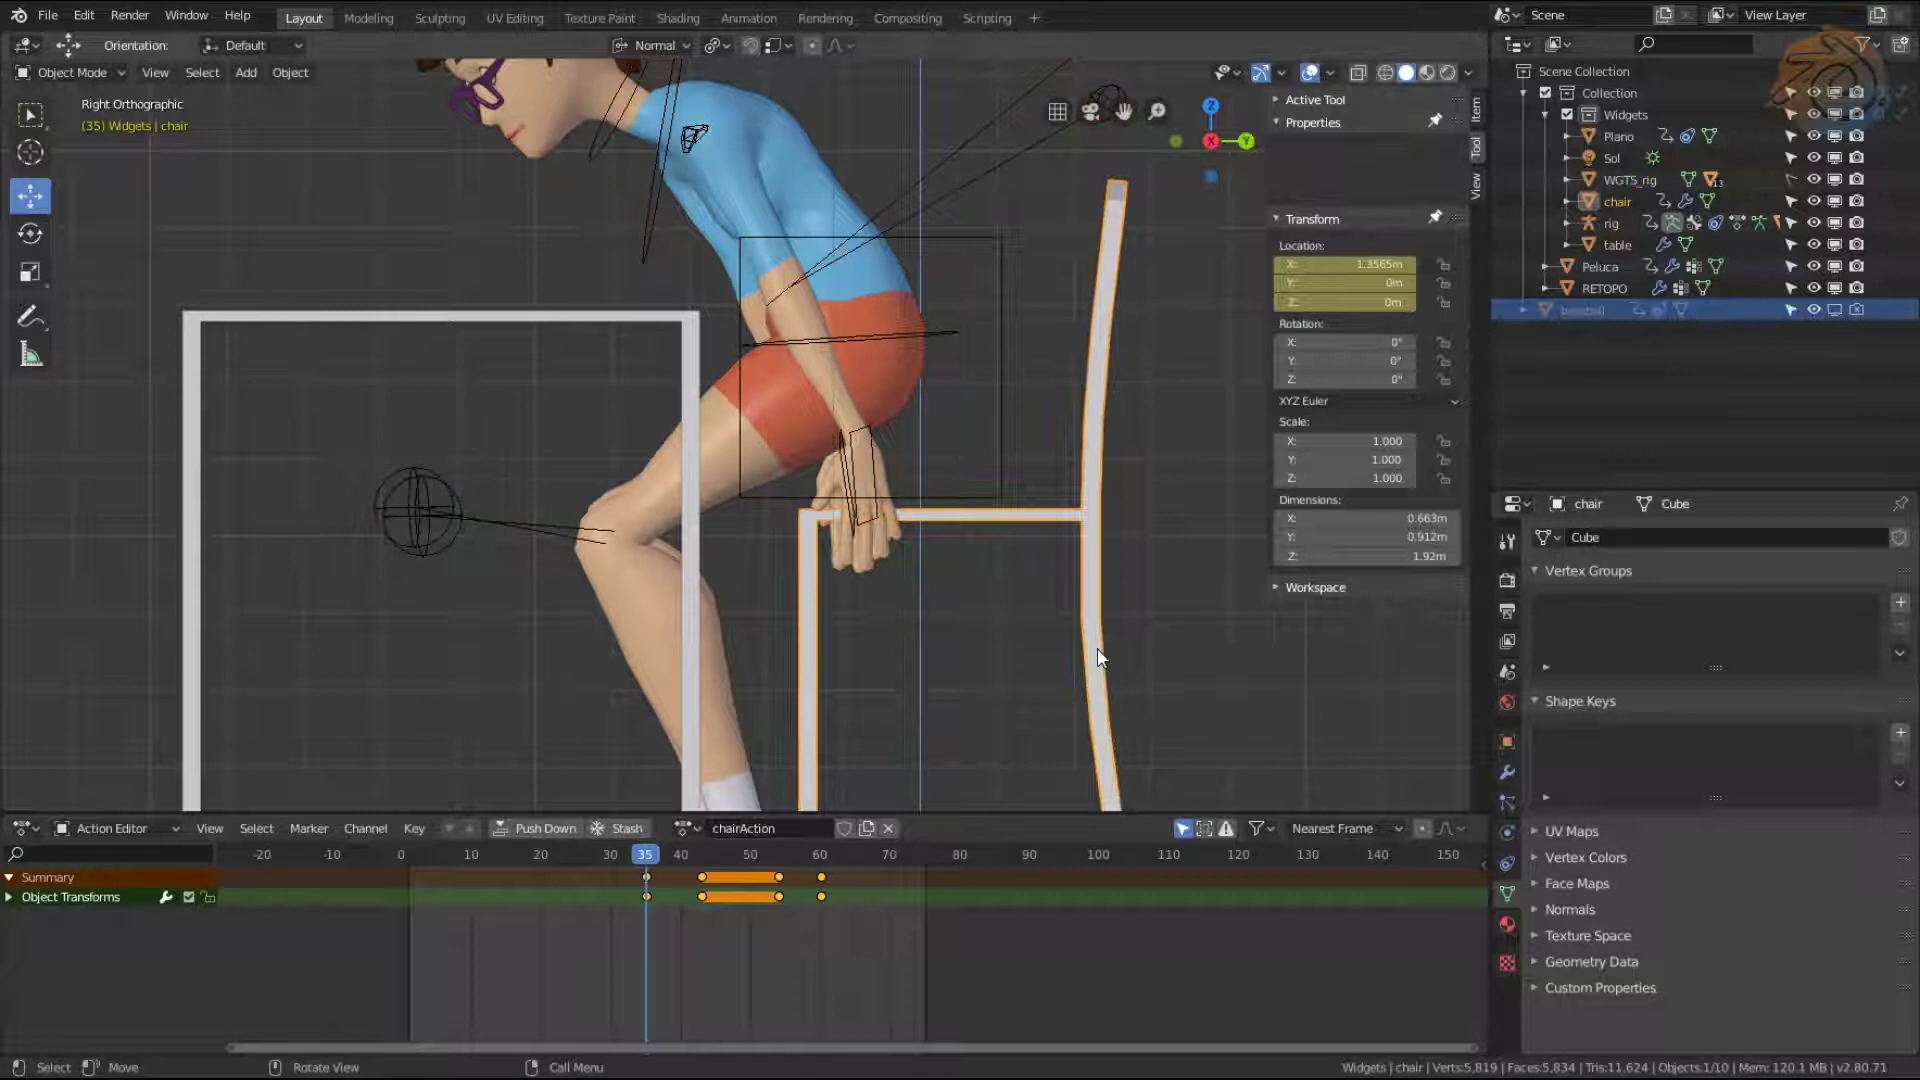 File Edit Render Window Help Layout Modeling Sculpting UV Editing Texture Paint Shading Animation Rendering Compositing Scripting + Scene View Layer
Orientation: Default Normal
Object Mode View Select Add Object
Right Orthographic
(35) Widgets | chair
Z
X
Y
Active Tool
Properties
Transform
Location:
X: 1.3565m
Y: 0m
Z: 0m
Rotation:
X: 0°
Y: 0°
Z: 0°
XYZ Euler
Scale:
X: 1.000
Y: 1.000
Z: 1.000
Dimensions:
X: 0.663m
Y: 0.912m
Z: 1.92m
Workspace
Item
Tool
View
Scene Collection
Collection
Widgets
Plano
Sol
WGTS_rig 13
chair
rig
table
Peluca
RETOPO
chair Cube
Cube
Vertex Groups
Shape Keys
UV Maps
Vertex Colors
Face Maps
Normals
Texture Space
Geometry Data
Custom Properties
Action Editor View Select Marker Channel Key Push Down Stash chairAction Nearest Frame
-20 -10 0 10 20 30 35 40 50 60 70 80 90 100 110 120 130 140 150
Summary
Object Transforms
Select Move Rotate View Call Menu Widgets | chair | Verts:5,819 | Faces:5,834 | Tris:11,624 | Objects:1/10 | Mem: 120.1 MB | v2.80.71